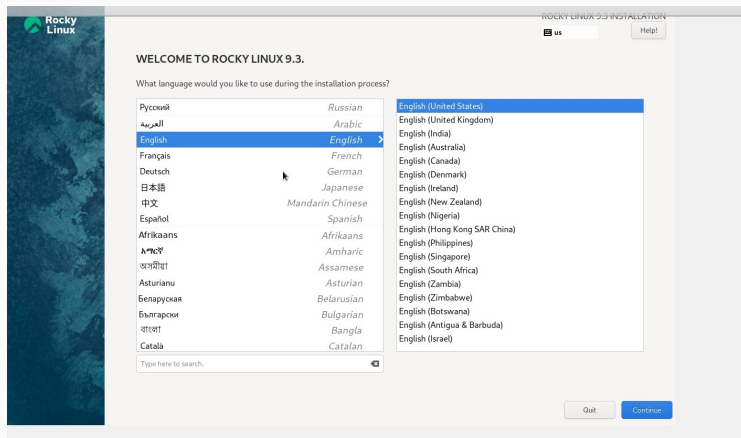 Rocky
Linux
ROCKY LINUX 9.3 INSTALLATION
us
Help!
WELCOME TO ROCKY LINUX 9.3.
What language would you like to use during the installation process?
Русский Russian
العربية Arabic
English English
Français French
Deutsch German
日本語 Japanese
中文 Mandarin Chinese
Español Spanish
Afrikaans Afrikaans
አማርኛ Amharic
অসমীয়া Assamese
Asturianu Asturian
Беларуская Belarusian
Български Bulgarian
বাংলা Bangla
Català Catalan
Type here to search.
English (United States)
English (United Kingdom)
English (India)
English (Australia)
English (Canada)
English (Denmark)
English (Ireland)
English (New Zealand)
English (Nigeria)
English (Hong Kong SAR China)
English (Philippines)
English (Singapore)
English (South Africa)
English (Zambia)
English (Zimbabwe)
English (Botswana)
English (Antigua & Barbuda)
English (Israel)
Quit
Continue